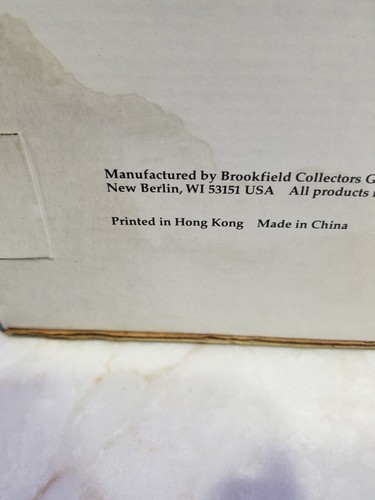 Manufactured by Brookfield Collectors G
New Berlin, WI 53151 USA All products
Printed in Hong Kong Made in China